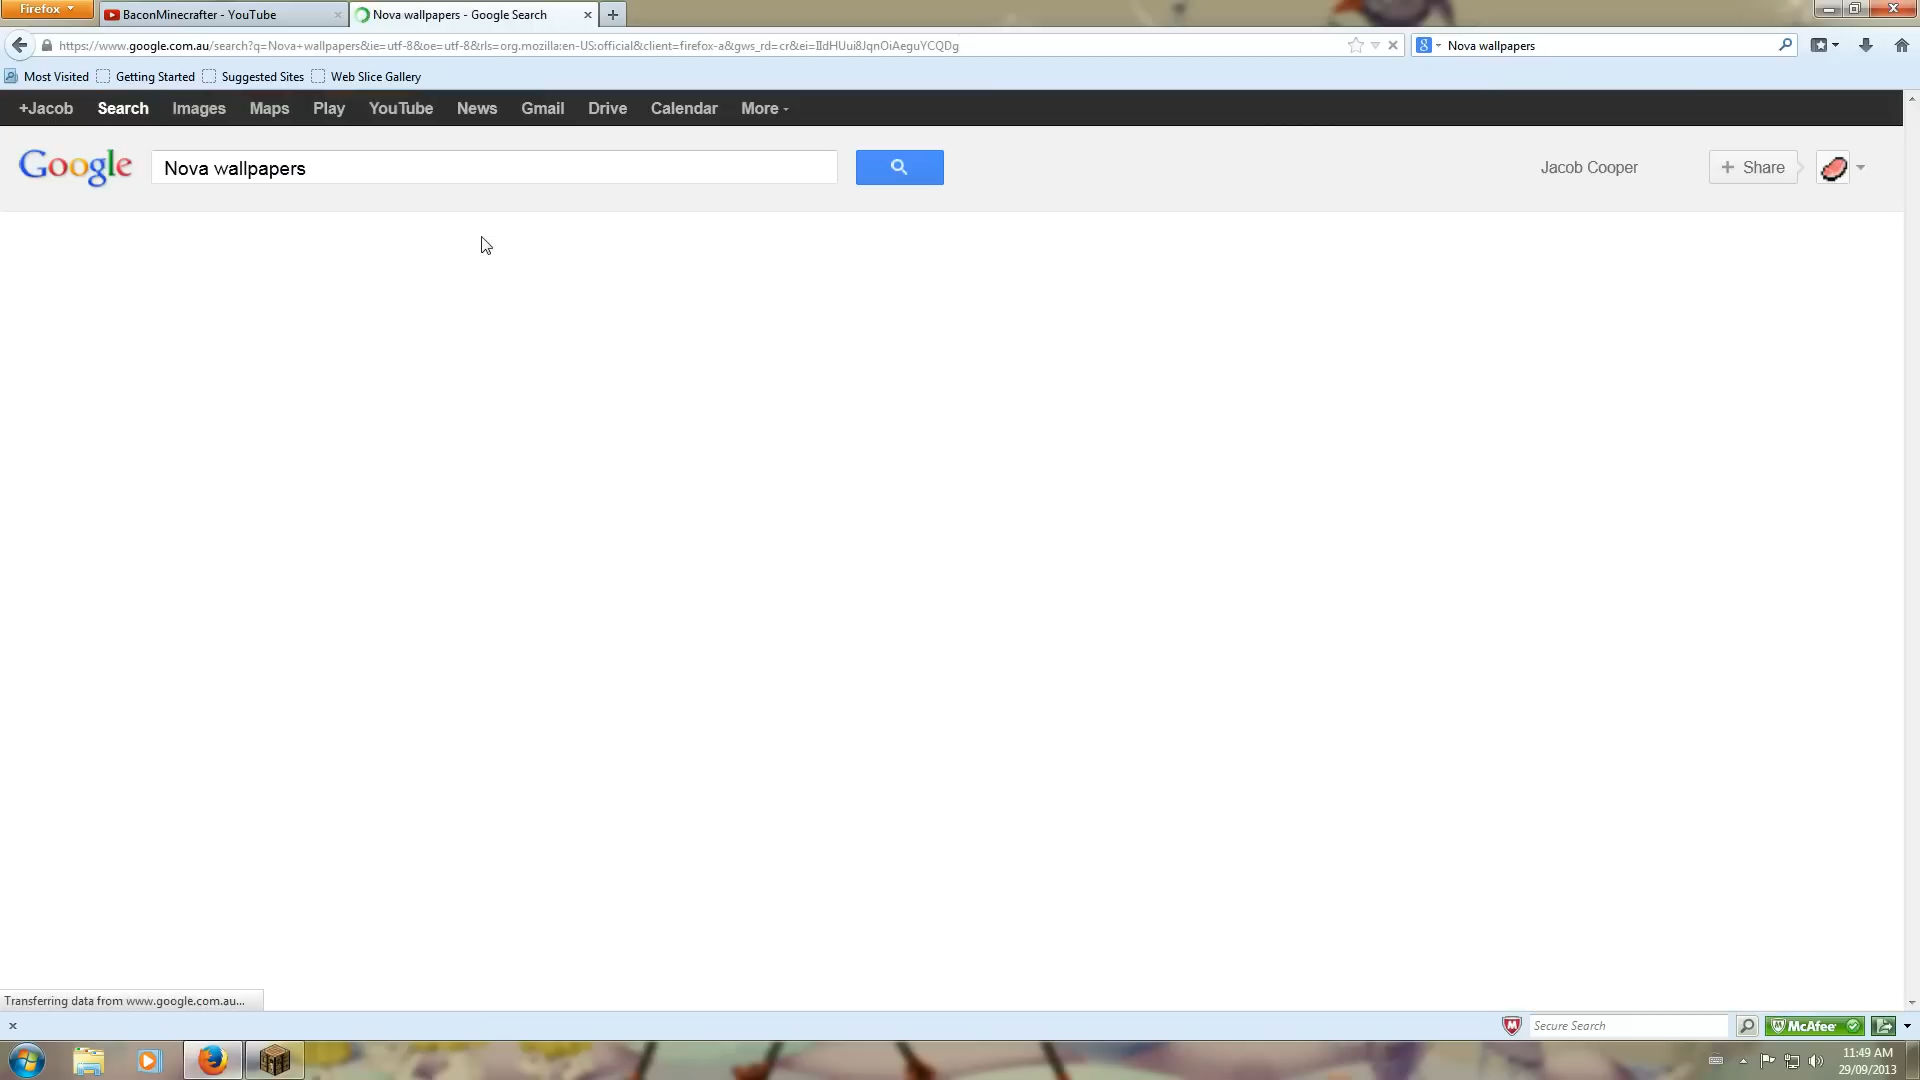 Firefox
BaconMinecrafter - YouTube
Nova wallpapers - Google Search
https://www.google.com.au/search?q=Nova+wallpapers&ie=utf-8&oe=utf-8&rls=org.mozilla:en-US:official&client=firefox-a&gws_rd=cr&ei=IIdHUui8JqnOiAeguYCQDg
8 Nova wallpapers
Most Visited Getting Started Suggested Sites Web Slice Gallery
+Jacob Search Images Maps Play YouTube News Gmail Drive Calendar More
Google Nova wallpapers Jacob Cooper + Share
Transferring data from www.google.com.au...
Secure Search McAfee
11:49 AM
29/09/2013